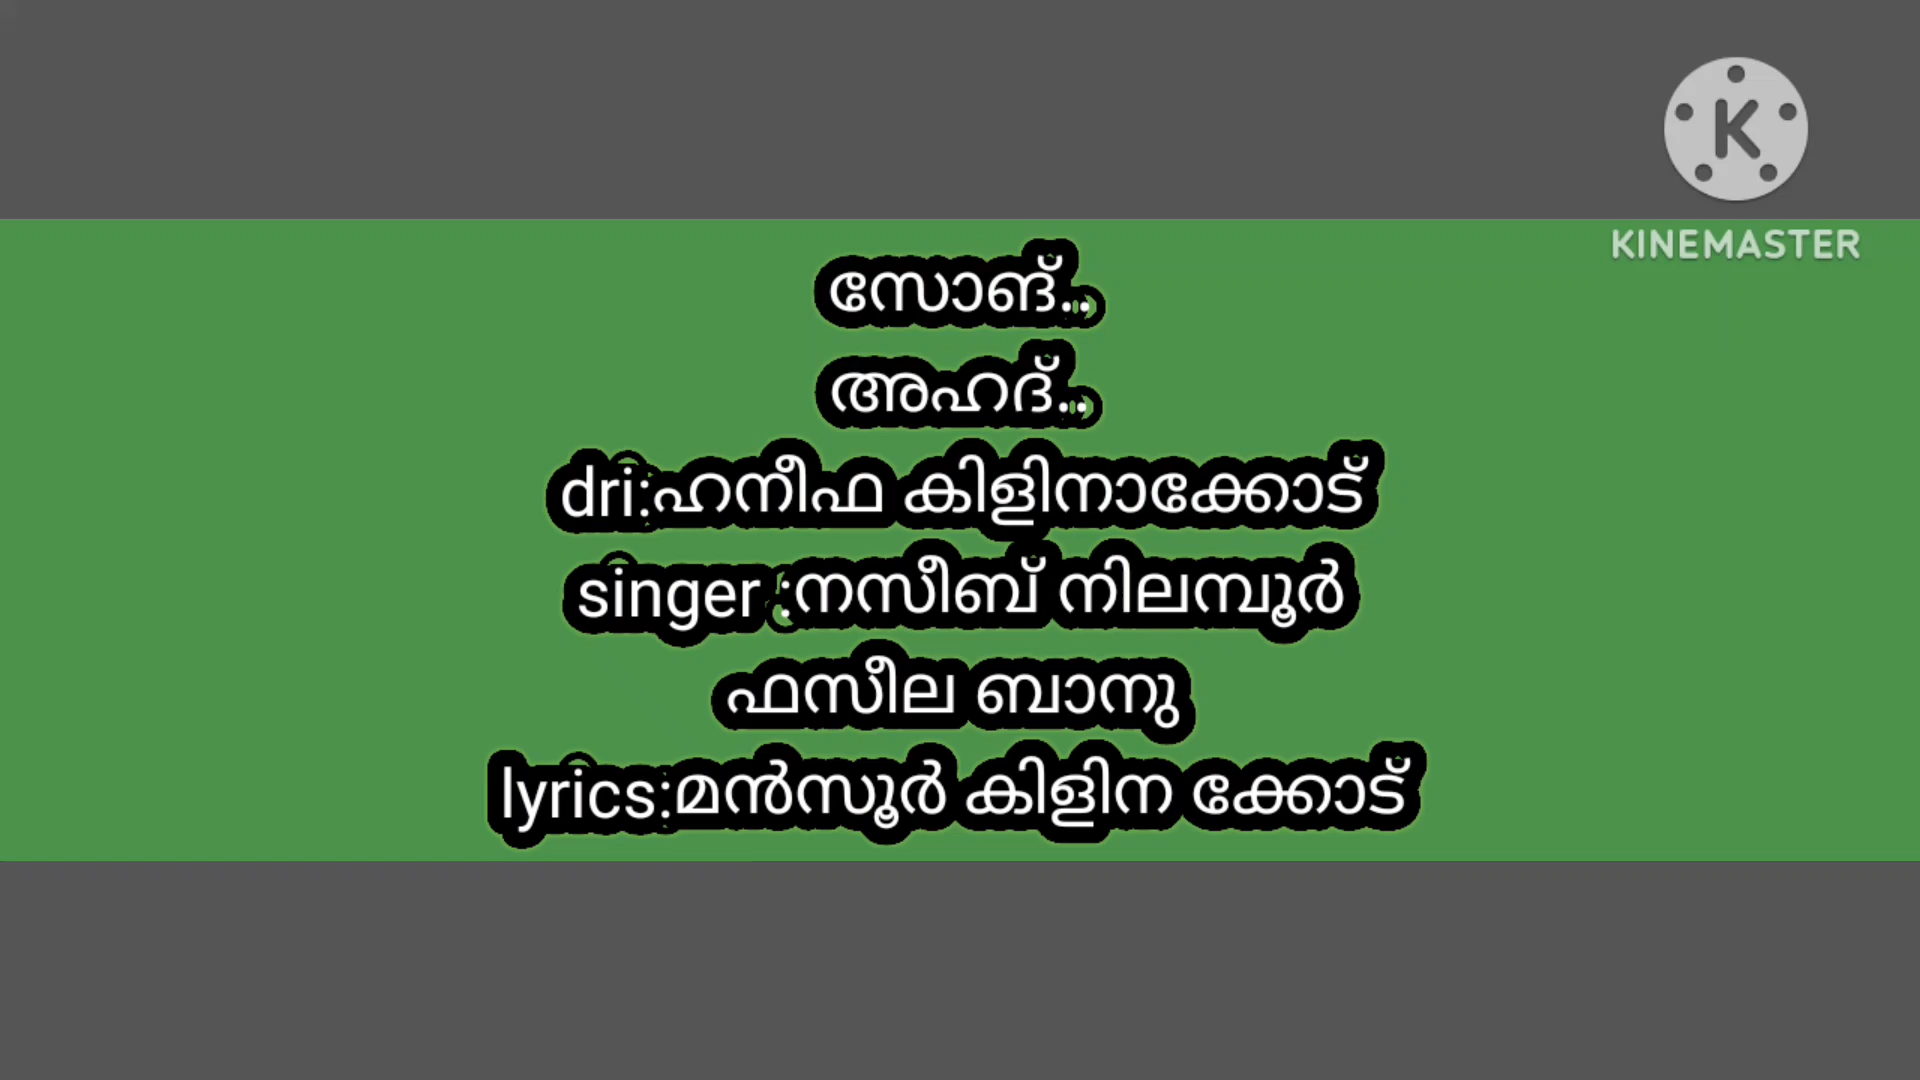 K
KINEMASTER
സോങ്..
അഹദ്..
dri:ഹനീഫ കിളിനാക്കോട്
singer :നസീബ് നിലമ്പൂർ
ഫസീല ബാനു
lyrics:മൻസൂർ കിളിന ക്കോട്